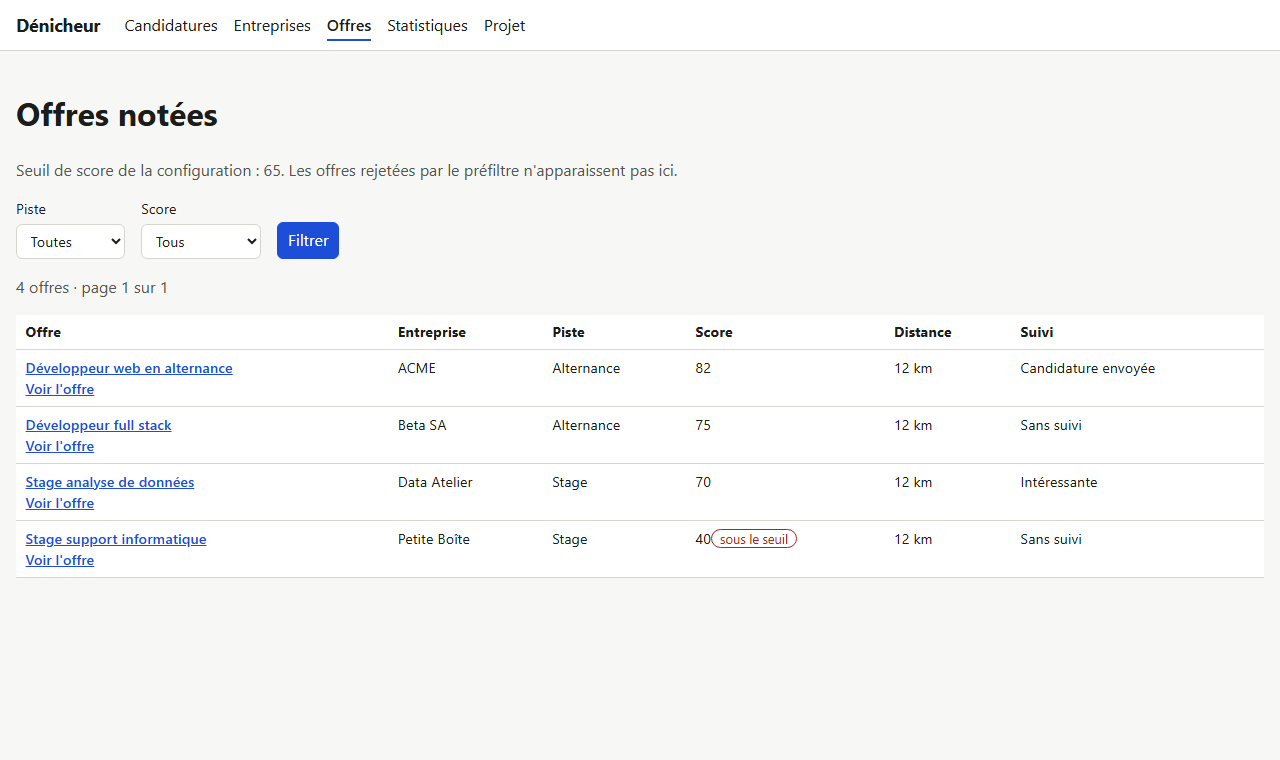 Dénicheur Candidatures Entreprises Offres Statistiques Projet
Offres notées
Seuil de score de la configuration : 65. Les offres rejetées par le préfiltre n'apparaissent pas ici.
Piste Score
Toutes Tous Filtrer
4 offres · page 1 sur 1
Offre Entreprise Piste Score Distance Suivi
Développeur web en alternance ACME Alternance 82 12 km Candidature envoyée
Voir l'offre
Développeur full stack Beta SA Alternance 75 12 km Sans suivi
Voir l'offre
Stage analyse de données Data Atelier Stage 70 12 km Intéressante
Voir l'offre
Stage support informatique Petite Boîte Stage 40 sous le seuil 12 km Sans suivi
Voir l'offre